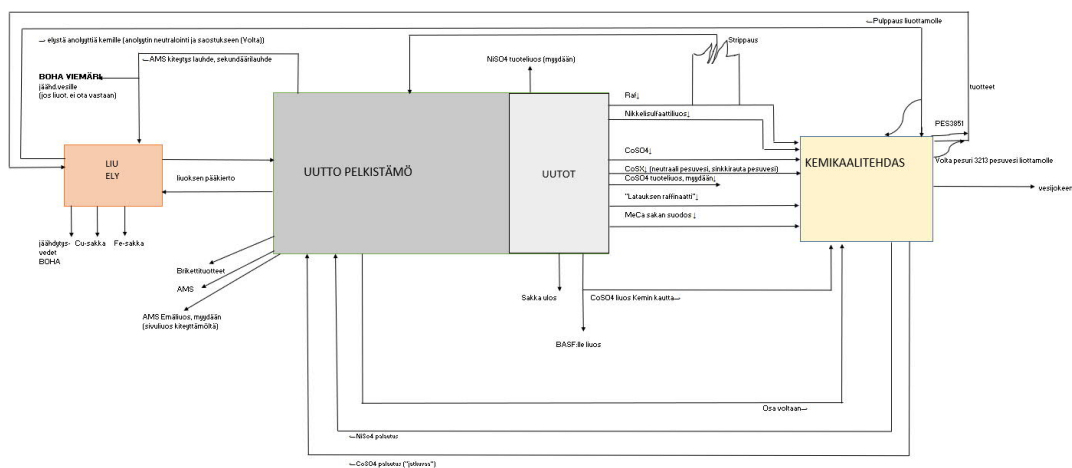 —Pulppaus liuottamolle
— elystä anolyyttiä kemille (anolyytin neutralointi ja saostukseen (Volta))
Strippaus
—AMS kiteytys lauhde, sekundäärilauhde
NiSO4 tuoteliuos (myydään)
BOHA VIEMÄRI
jäähd.vesille
(jos liuot. ei ota vastaan)
tuotteet
Raf↓
Nikkelisulfaattiliuos↓
PES3851
LIU
ELY
UUTTO PELKISTÄMÖ
UUTOT
CoSO4↓
KEMIKAALITEHDAS
Volta pesuri 3213 pesuvesi liottamolle
CoSX↓ (neutraali pesuvesi, sinkkirauta pesuvesi)
CoSO4 tuoteliuos, myydään↓
liuoksen pääkierto
vesijokeen
"Latauksen raffinaatti"↓
MeCa sakan suodos ↓
jäähdytys-
vedet
BOHA
Cu-sakka
Fe-sakka
Brikettituotteet
AMS
Sakka ulos
CoSO4 liuos Kemin kautta—
AMS Emäliuos, myydään
(sivuliuos kiteyttämöltä)
BASF:lle liuos
Osa voltaan—
—NiSo4 palautus
—CoSO4 palautus ("jatkuvaa")